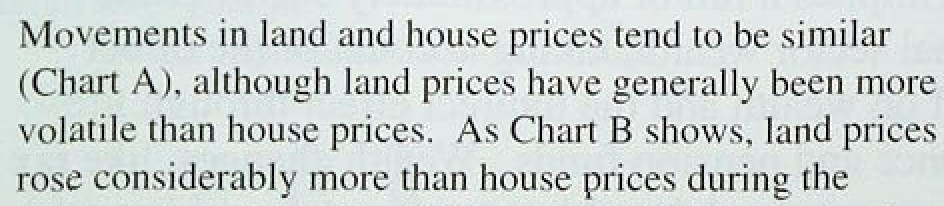 Movements in land and house prices tend to be similar
(Chart A), although land prices have generally been more
volatile than house prices.  As Chart B shows, land prices
rose considerably more than house prices during the